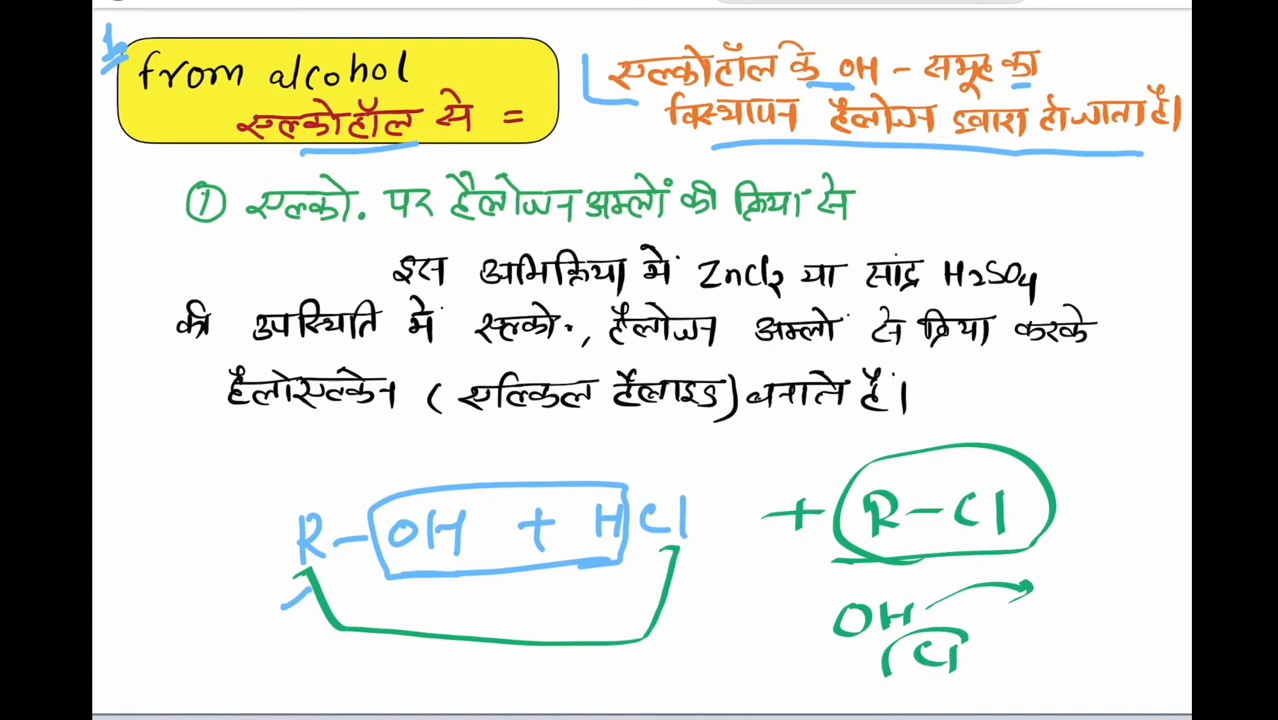 1
from alcohol
एल्कोहॉल से =
एल्कोहॉल के OH - समूह का
विस्थापन हैलोजन द्वारा हो जाता है।
① एल्को. पर हैलोजन अम्लों की क्रिया से
इस अभिक्रिया में ZnCl2 या सांद्र H2SO4
की उपस्थिति में एल्को., हैलोजन अम्लो से क्रिया करके
हैलोएल्केन (एल्किल हैलाइड) बनाते है।
R-OH + HCl + R-Cl
OH
Cl